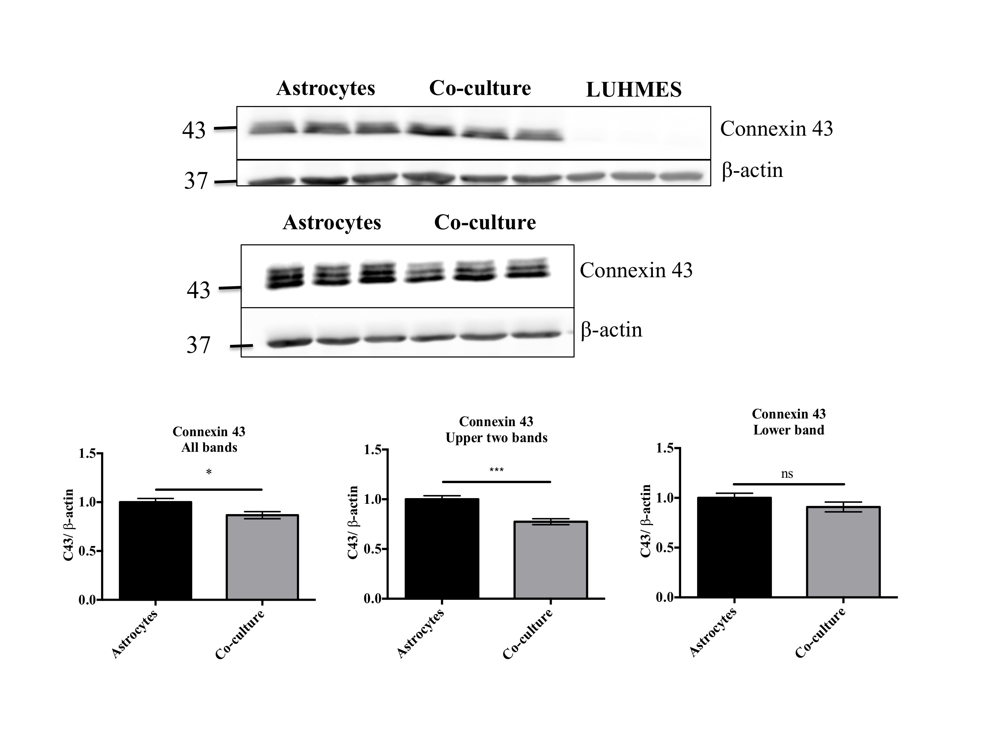 Astrocytes Co-culture LUHMES
43 Connexin 43
37 β-actin
Astrocytes Co-culture
Connexin 43
43
β-actin
37
Connexin 43
All bands
1.5
*
1.0
0.5
0.0
C43/ β-actin
Astrocytes
Co-culture
Connexin 43
Upper two bands
1.5
***
1.0
0.5
0.0
C43/ β-actin
Astrocytes
Co-culture
Connexin 43
Lower band
1.5
ns
1.0
0.5
0.0
C43/ β-actin
Astrocytes
Co-culture